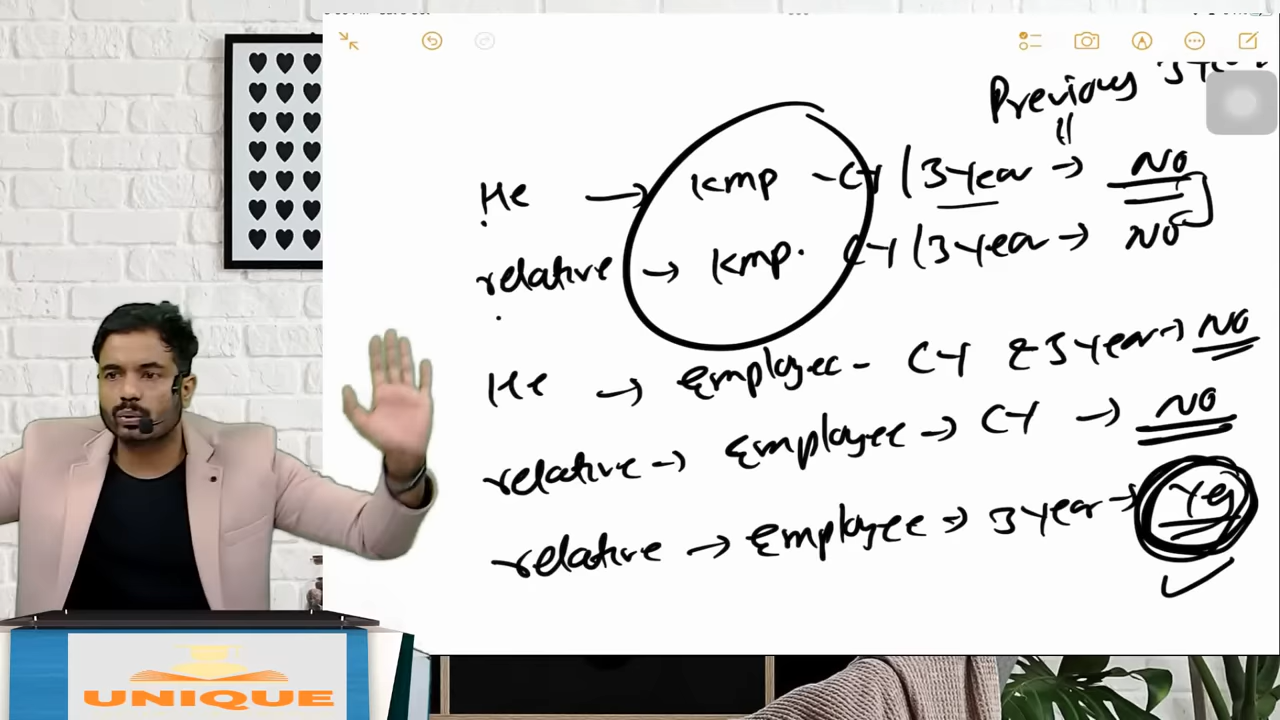 Previous 3 Year
He → Kmp - CY / 3 Year → No
relative → Kmp. CY / 3 Year → No
He → Employee - CY & 3 Year → No
relative → Employee → CY → No
relative → Employee → 3 Year → Yes
UNIQUE